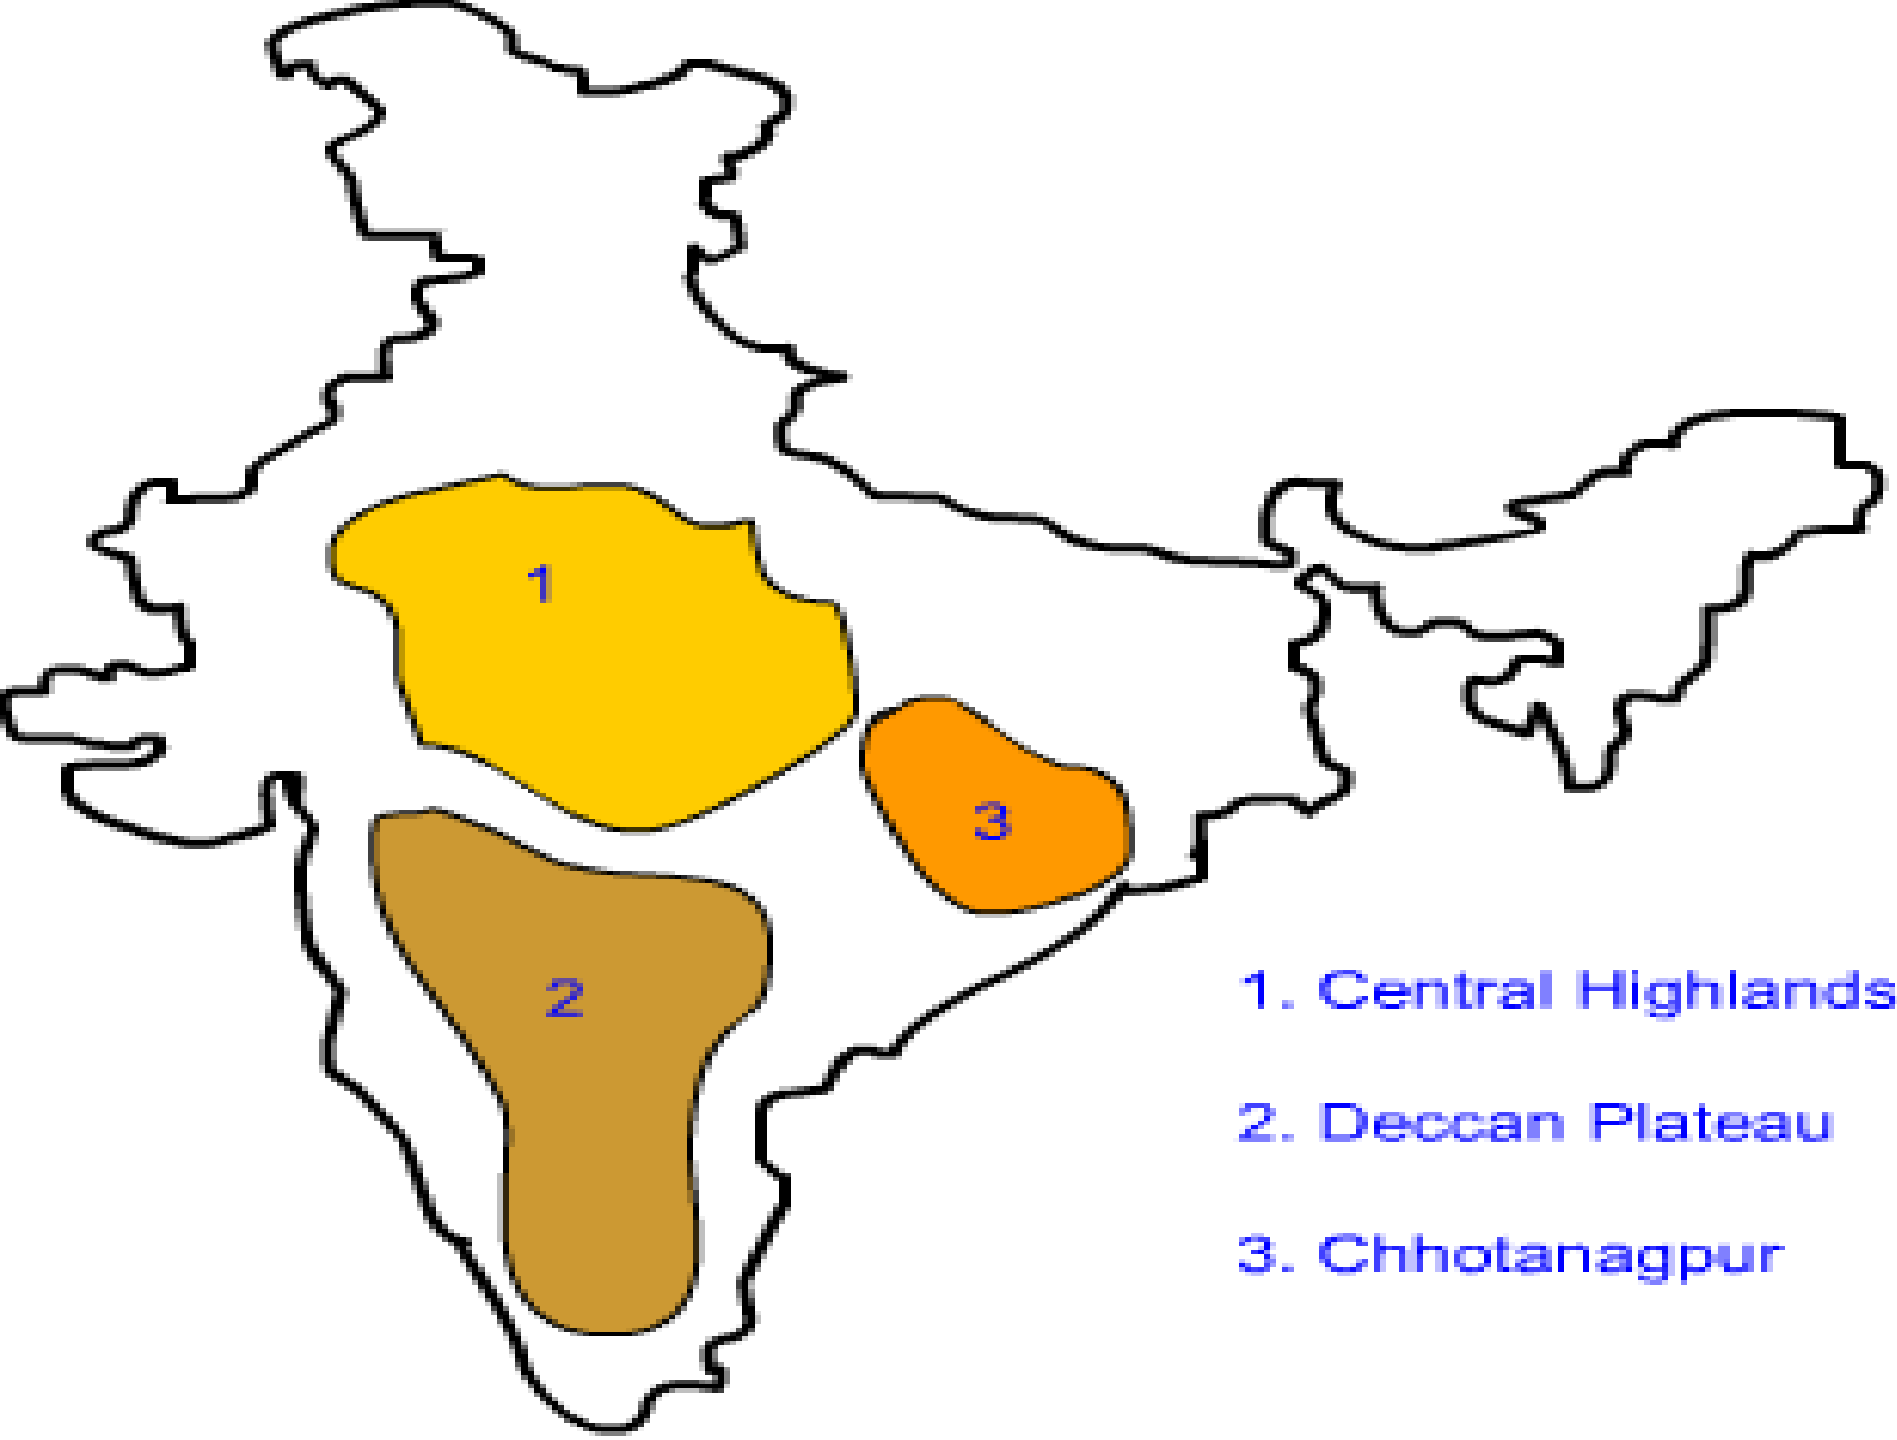 1
3
2
1. Central Highlands
2. Deccan Plateau
3. Chhotanagpur